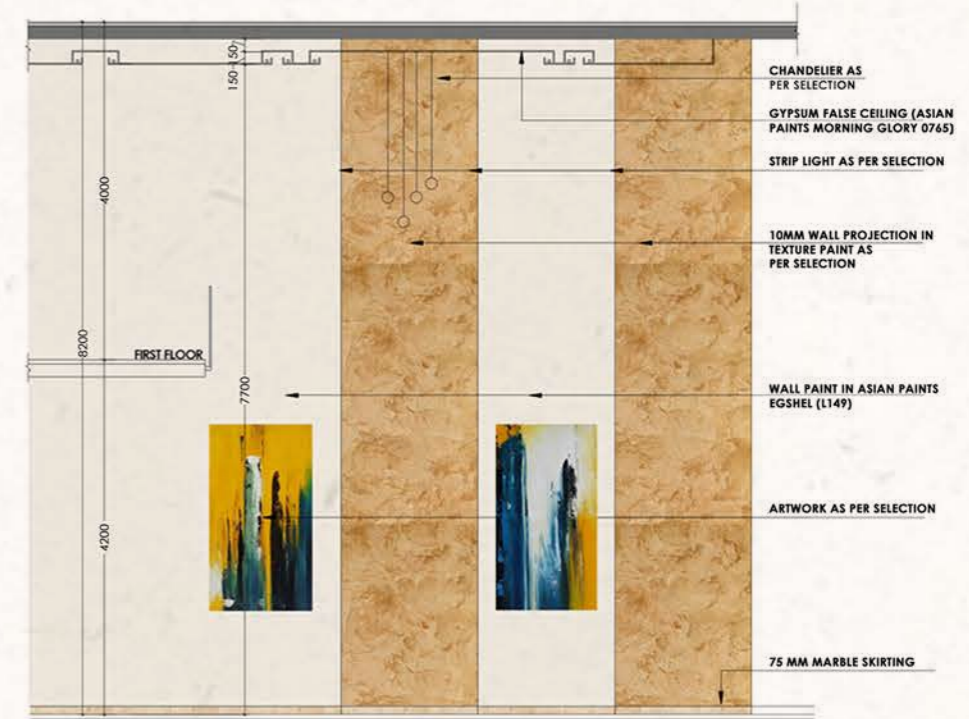 150
150
CHANDELIER AS
PER SELECTION
GYPSUM FALSE CEILING (ASIAN
PAINTS MORNING GLORY 0765)
STRIP LIGHT AS PER SELECTION
4000
10MM WALL PROJECTION IN
TEXTURE PAINT AS
PER SELECTION
8200
FIRST FLOOR
7700
WALL PAINT IN ASIAN PAINTS
EGSHEL (L149)
4200
ARTWORK AS PER SELECTION
75 MM MARBLE SKIRTING